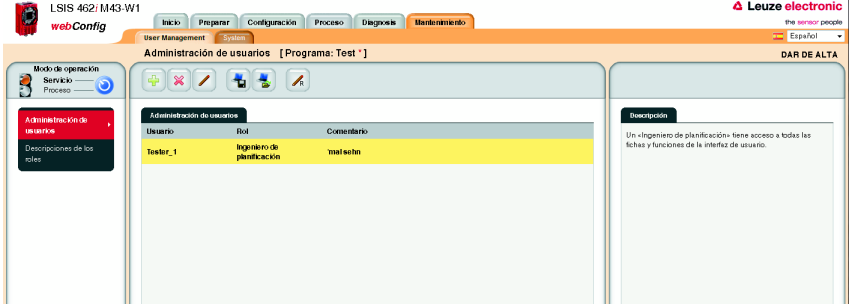 LSIS 462i M43-W1
webConfig
Inicio Preparar Configuración Proceso Diagnosis Mantenimiento
Leuze electronic
the sensor people
User Management System
Español
Administración de usuarios [Programa: Test *]
DAR DE ALTA
Modo de operación
Servicio
Proceso
R
Administración de usuarios
Descripciones de los roles
Administración de usuarios
Usuario Rol Comentario
Tester_1 Ingeniero de planificación 'mal sehn
Descripción
Un «Ingeniero de planificación» tiene acceso a todas las
fichas y funciones de la interfaz de usuario.